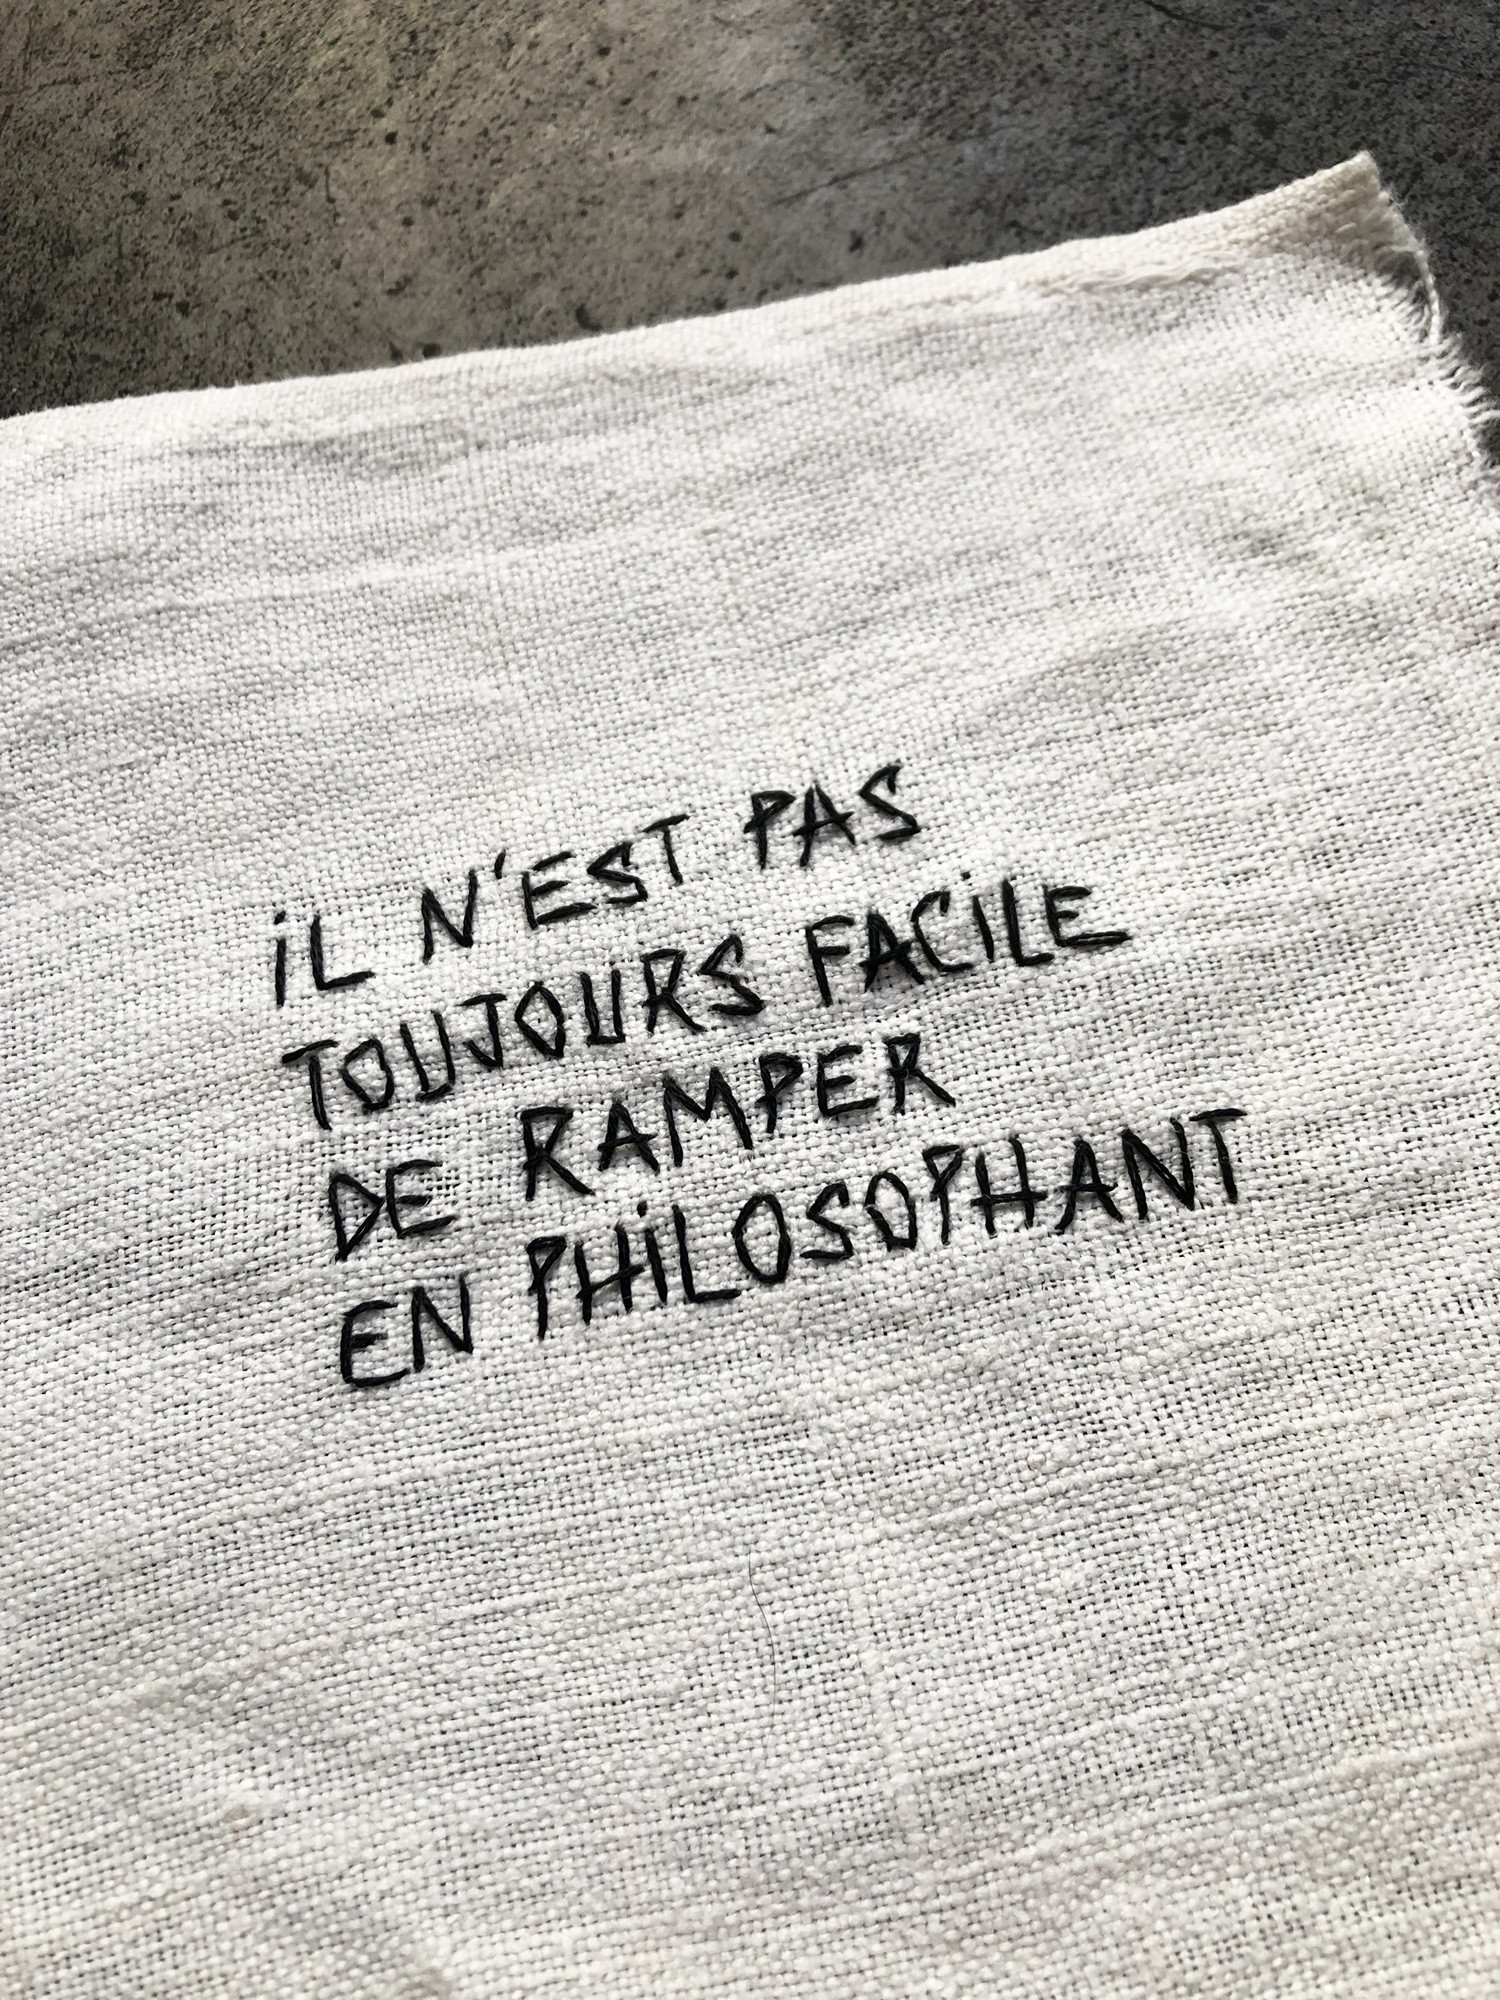 iL N'EST PAS
TOUJOURS FACiLE
DE RAMPER
EN PHiLOSOPHANT